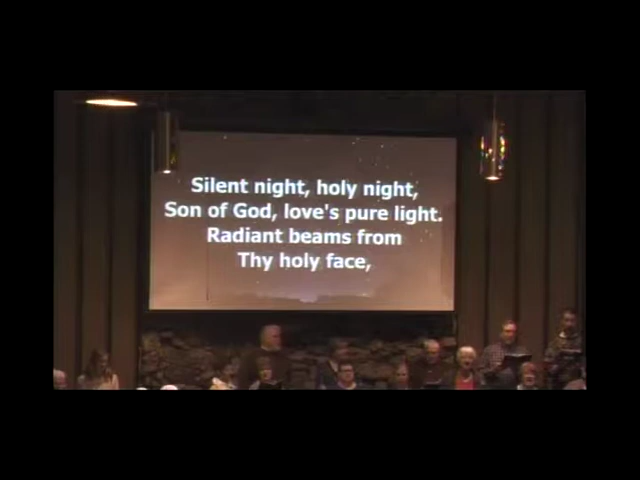 Silent night, holy night,
Son of God, love's pure light.
Radiant beams from
Thy holy face,